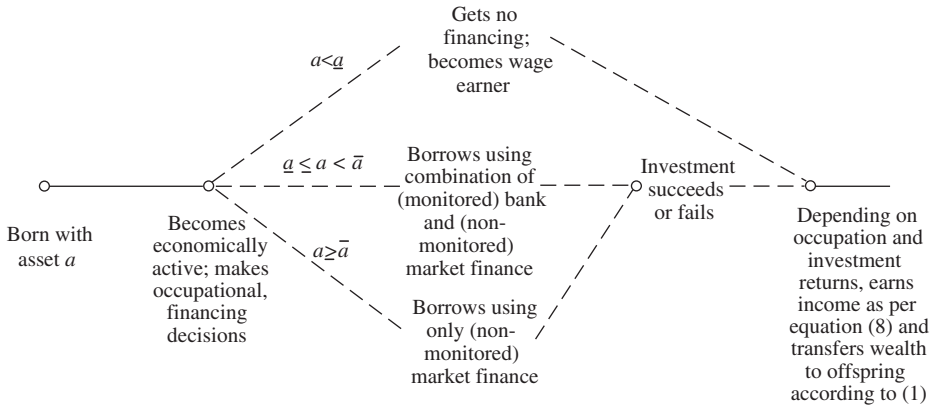 Gets no
financing;
becomes wage
earner
a<a̲
a̲ ≤ a < a̅
Borrows using
combination of
(monitored) bank
and (non-
monitored)
market finance
Investment
succeeds
or fails
Born with
asset a
Becomes
economically
active; makes
occupational,
financing
decisions
a≥a̅
Borrows using
only (non-
monitored)
market finance
Depending on
occupation and
investment
returns, earns
income as per
equation (8) and
transfers wealth
to offspring
according to (1)